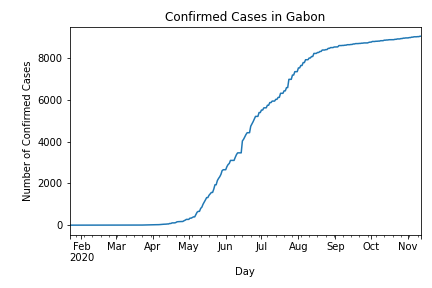 Confirmed Cases in Gabon
Number of Confirmed Cases
8000
6000
4000
2000
0
Feb Mar Apr May Jun Jul Aug Sep Oct Nov
2020
Day